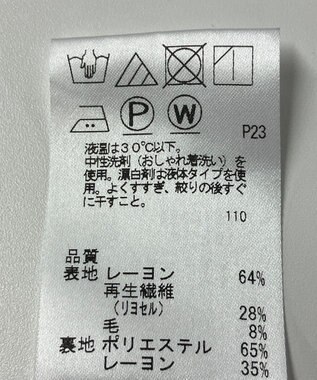 P W
P23
液温は30℃以下。
中性洗剤（おしゃれ着洗い）を
使用。漂白剤は液体タイプを使
用。よくすすぎ、絞りの後すぐ
に干すこと。
110
品質
表地 レーヨン 64%
再生繊維
（リヨセル） 28%
毛 8%
裏地 ポリエステル 65%
レーヨン 35%